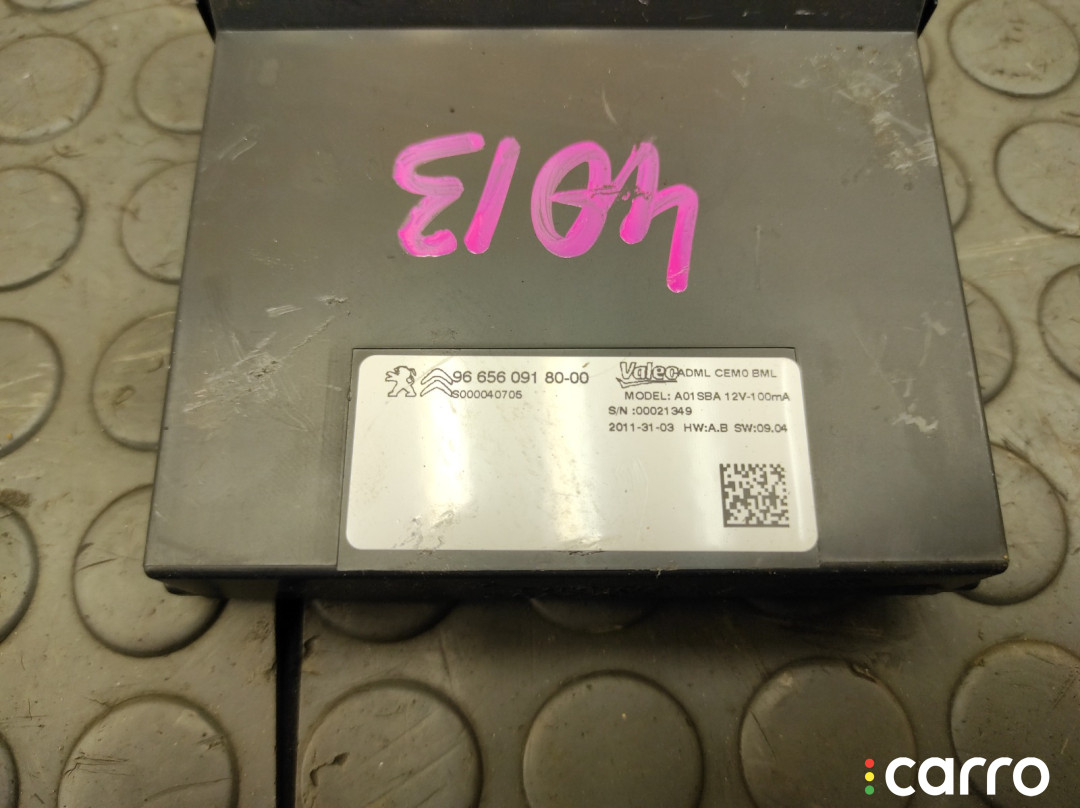 96 656 091 80-00
S000040705
Valeo ADML CEM0 BML
MODEL: A01SBA 12V-100mA
S/N :00021349
2011-31-03 HW:A.B SW:09.04
carro